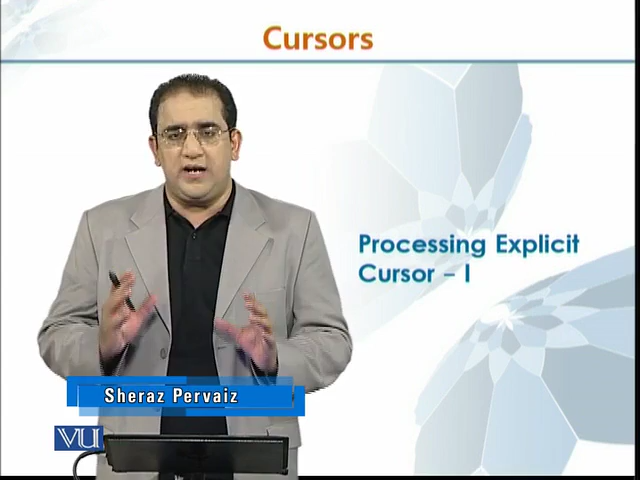 Cursors
Processing Explicit
Cursor – I
Sheraz Pervaiz
VU